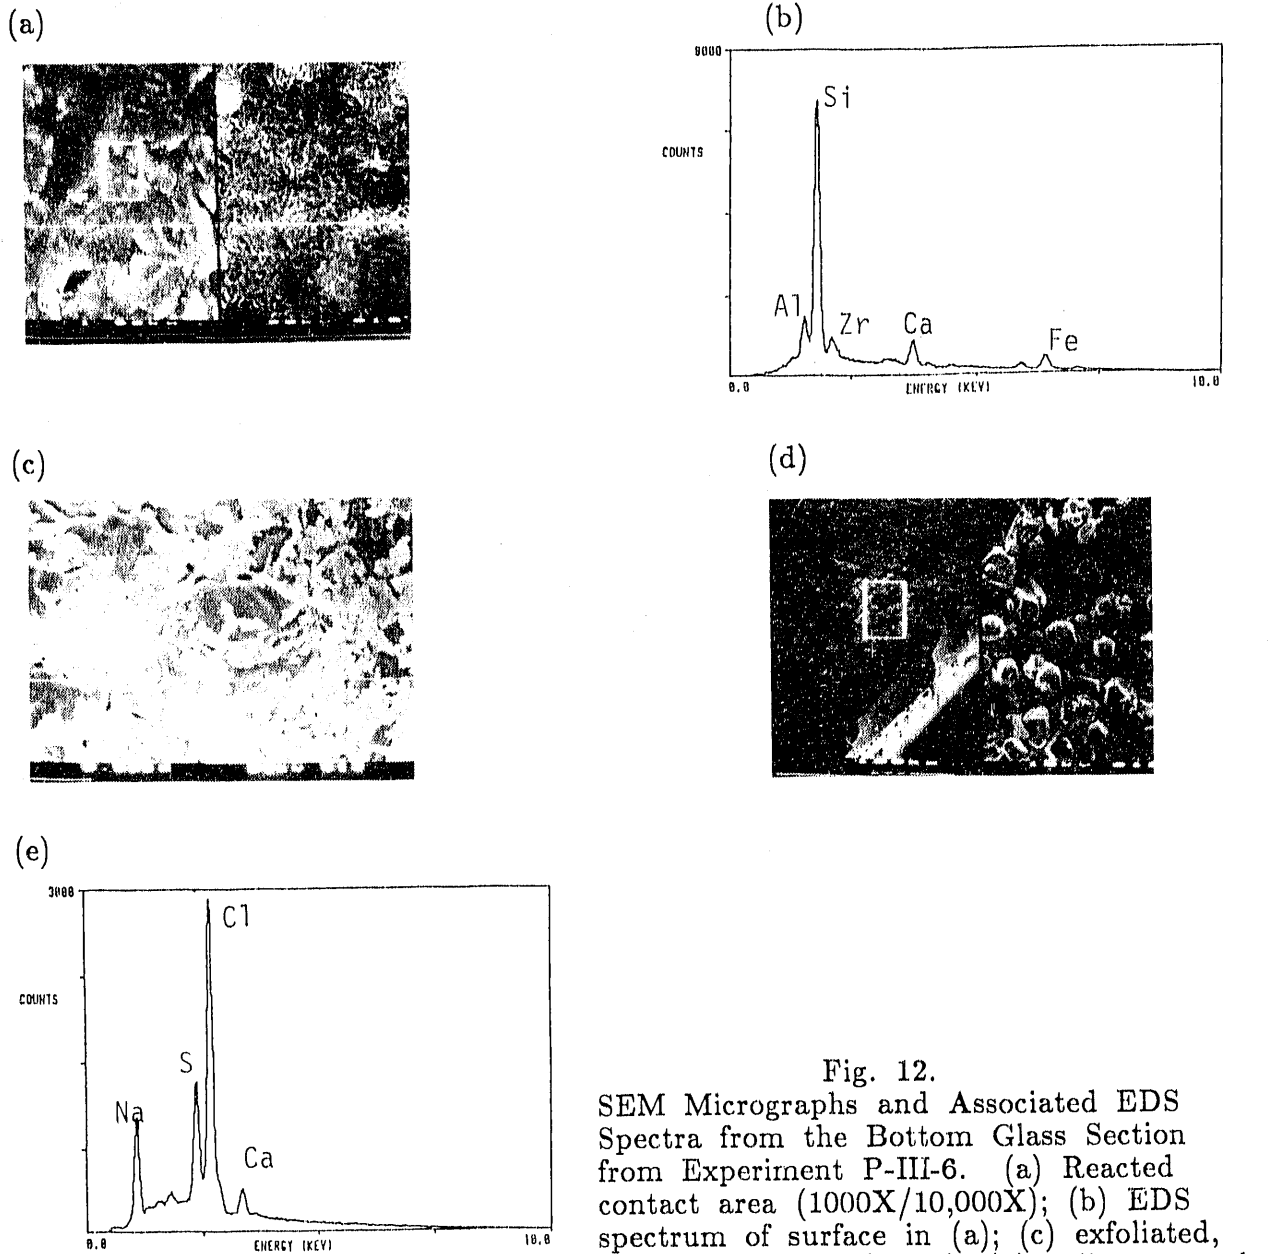 (a)
(b)
8000
Si
COUNTS
Al
Zr
Ca
Fe
0.0
ENERGY (KEV)
10.0
(c)
(d)
(e)
3000
Cl
COUNTS
S
Na
Ca
0.0
ENERGY (KEV)
10.0
Fig. 12.
SEM Micrographs and Associated EDS
Spectra from the Bottom Glass Section
from Experiment P-III-6. (a) Reacted
contact area (1000X/10,000X); (b) EDS
spectrum of surface in (a); (c) exfoliated,